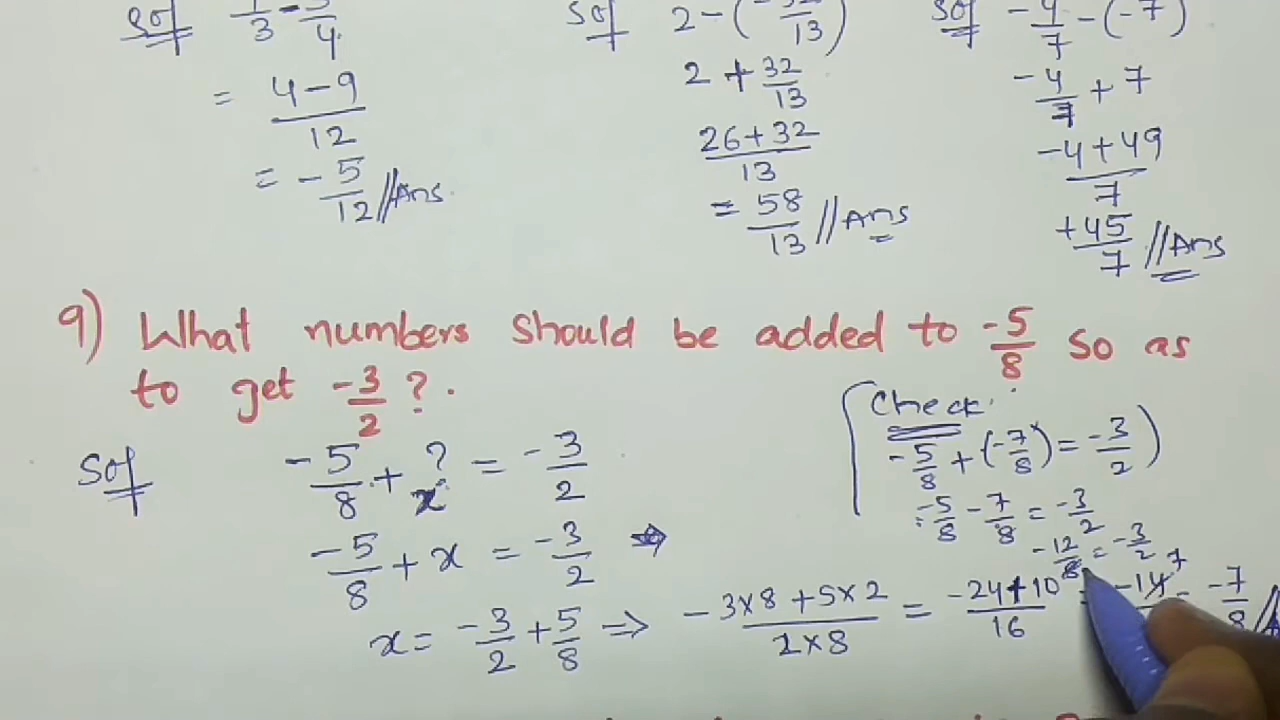 Sol 1/3 - 3/4
= 4-9/12
= -5/12 //Ans.
Sol 2-(-32/13)
2 + 32/13
26+32/13
= 58/13 //Ans
Sol -4/7 - (-7)
-4/7 + 7
-4+49/7
+45/7 //Ans
9) What numbers should be added to -5/8 so as
to get -3/2 ?.
Sol -5/8 + ? x = -3/2
-5/8 + x = -3/2 ⇒
x = -3/2 + 5/8 ⇒ -3×8 + 5×2/2×8 = -24+10/16 = -14 7 = -7/8 //
Check:
-5/8 + (-7/8) = -3/2)
= -5/8 - 7/8 = -3/2
-12/8 = -3/2